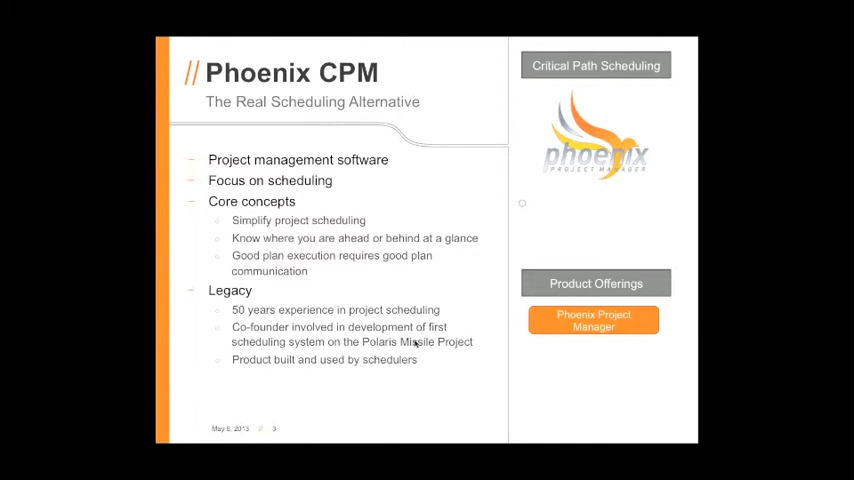 // Phoenix CPM
The Real Scheduling Alternative
– Project management software
– Focus on scheduling
– Core concepts
○ Simplify project scheduling
○ Know where you are ahead or behind at a glance
○ Good plan execution requires good plan
communication
– Legacy
○ 50 years experience in project scheduling
○ Co-founder involved in development of first
scheduling system on the Polaris Missile Project
○ Product built and used by schedulers
May 8, 2013 // 3
Critical Path Scheduling
phoenix
PROJECT MANAGER
Product Offerings
Phoenix Project
Manager